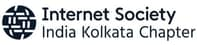 Internet Society
India Kolkata Chapter